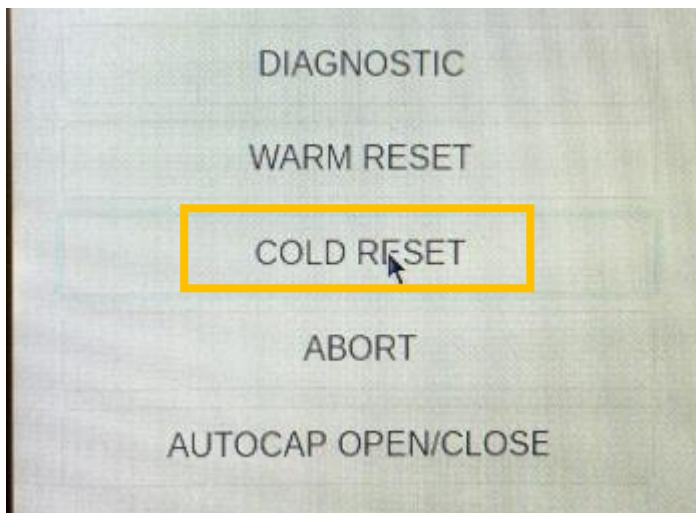 DIAGNOSTIC
WARM RESET
COLD RESET
ABORT
AUTOCAP OPEN/CLOSE